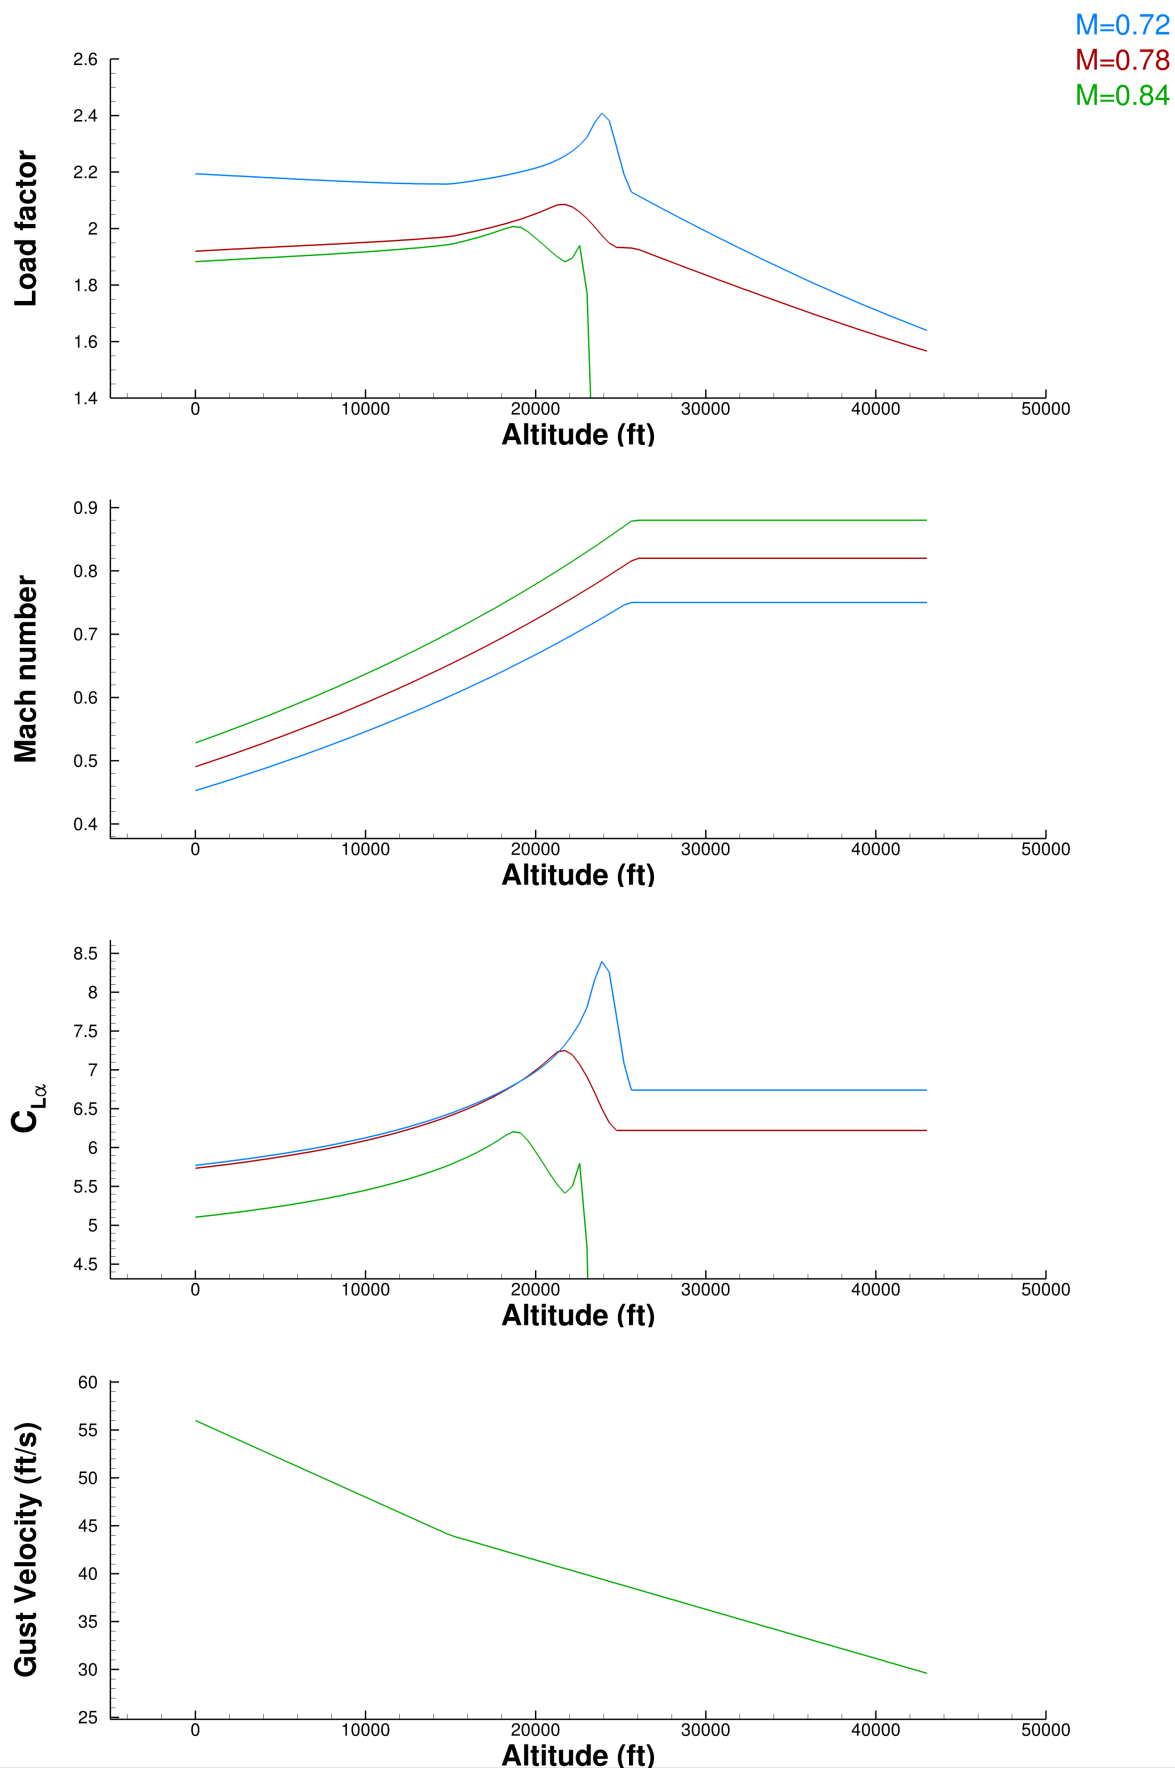 M=0.72
M=0.78
M=0.84
Load factor
2.6
2.4
2.2
2
1.8
1.6
1.4
0 10000 20000 30000 40000 50000
Altitude (ft)
Mach number
0.9
0.8
0.7
0.6
0.5
0.4
0 10000 20000 30000 40000 50000
Altitude (ft)
CLα
8.5
8
7.5
7
6.5
6
5.5
5
4.5
0 10000 20000 30000 40000 50000
Altitude (ft)
Gust Velocity (ft/s)
60
55
50
45
40
35
30
25
0 10000 20000 30000 40000 50000
Altitude (ft)